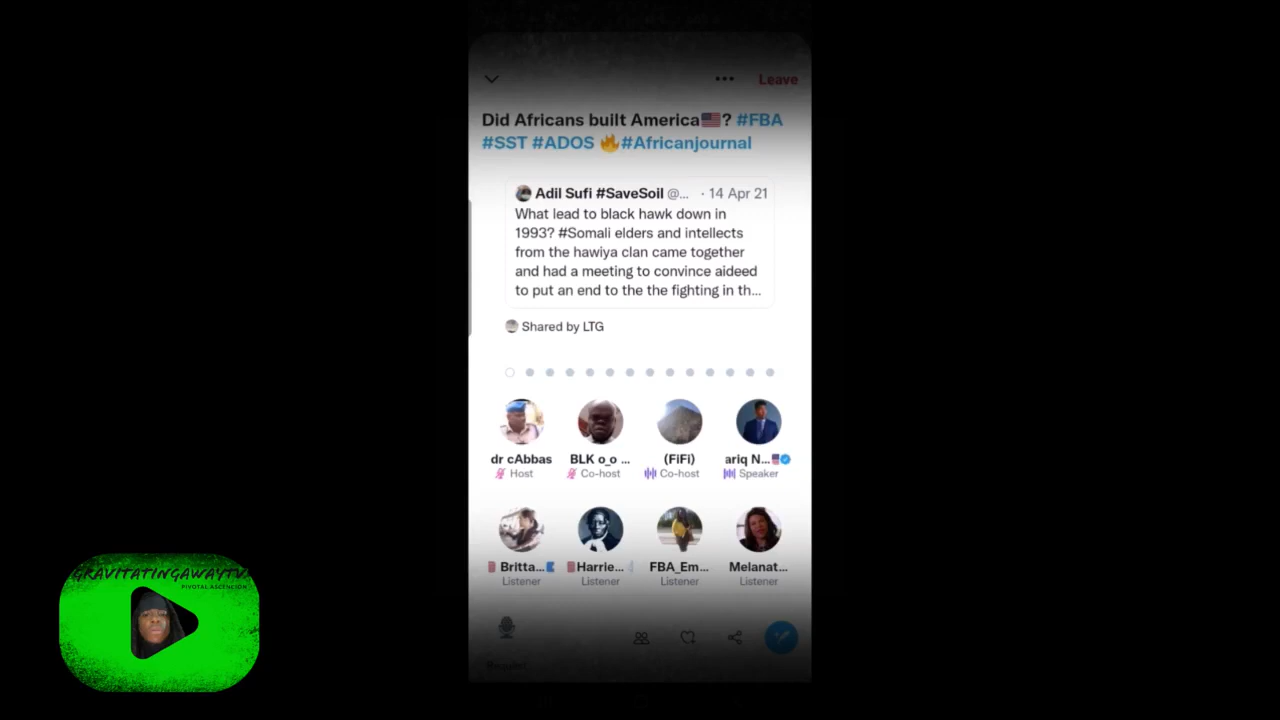 Leave
Did Africans built America🇺🇸? #FBA
#SST #ADOS 🔥#Africanjournal
Adil Sufi #SaveSoil @... · 14 Apr 21
What lead to black hawk down in
1993? #Somali elders and intellects
from the hawiya clan came together
and had a meeting to convince aideed
to put an end to the the fighting in th...
Shared by LTG
dr cAbbas BLK o_o ... (FiFi) ariq N...🇺🇸
Host Co-host Co-host Speaker
Britta... Harrie... FBA_Em... Melanat...
Listener Listener Listener Listener
GRAVITATINGAWAYTV
PIVOTAL ASCENCION